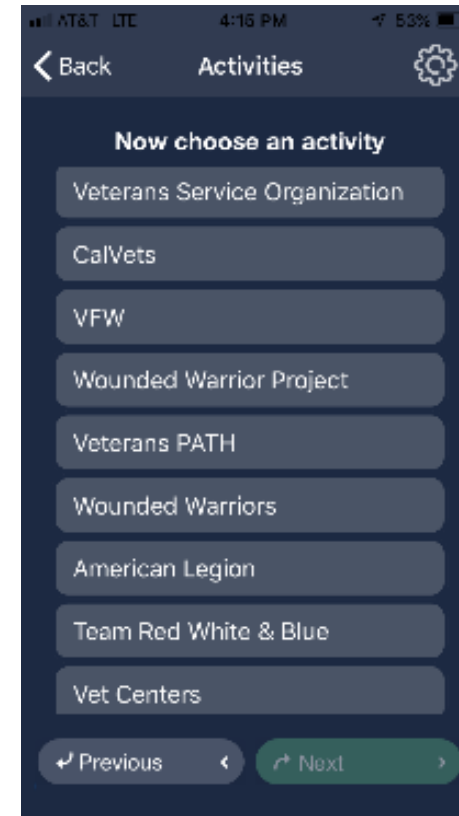 AT&T LTE 4:15 PM 53%
Back Activities
Now choose an activity
Veterans Service Organization
CalVets
VFW
Wounded Warrior Project
Veterans PATH
Wounded Warriors
American Legion
Team Red White & Blue
Vet Centers
Previous Next